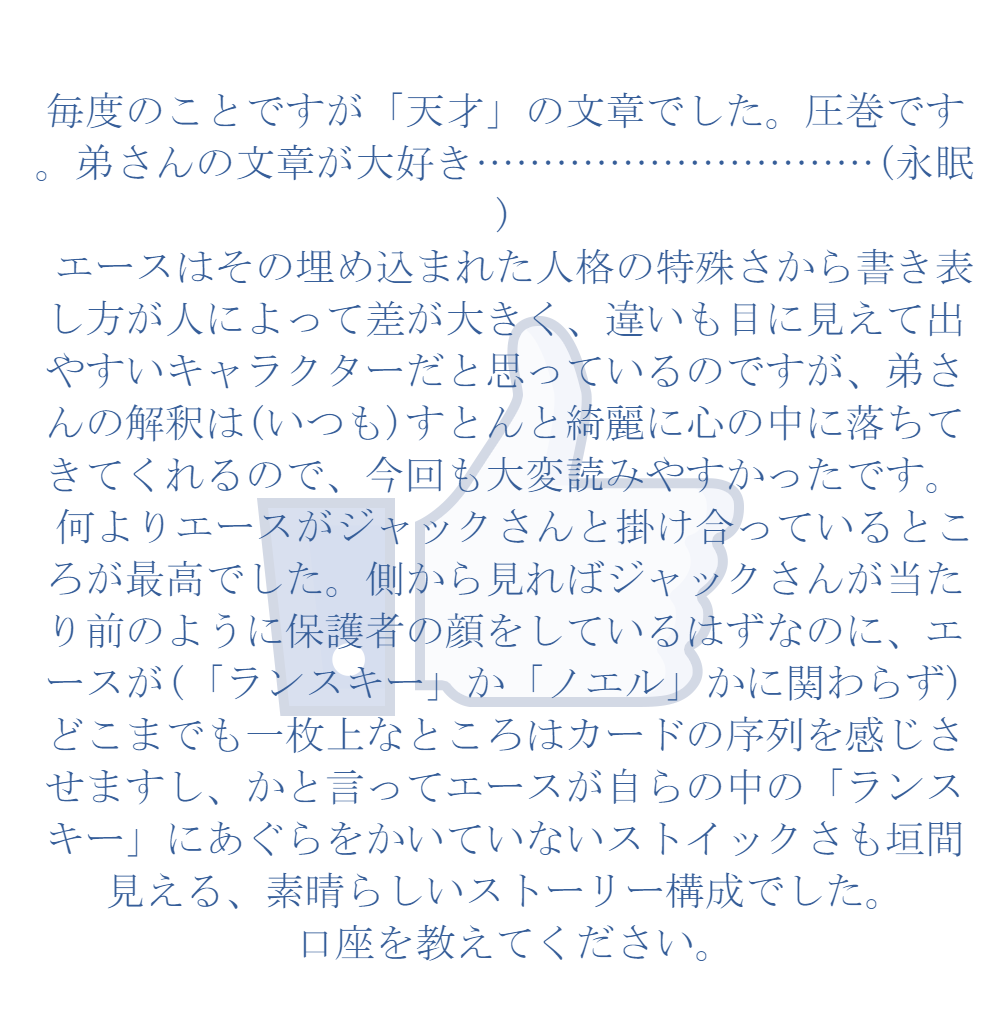 毎度のことですが「天才」の文章でした。圧巻です
。弟さんの文章が大好き…………………………(永眠
)
エースはその埋め込まれた人格の特殊さから書き表
し方が人によって差が大きく、違いも目に見えて出
やすいキャラクターだと思っているのですが、弟さ
んの解釈は(いつも)すとんと綺麗に心の中に落ちて
きてくれるので、今回も大変読みやすかったです。
何よりエースがジャックさんと掛け合っているとこ
ろが最高でした。側から見ればジャックさんが当た
り前のように保護者の顔をしているはずなのに、エ
ースが(「ランスキー」か「ノエル」かに関わらず)
どこまでも一枚上なところはカードの序列を感じさ
せますし、かと言ってエースが自らの中の「ランス
キー」にあぐらをかいていないストイックさも垣間
見える、素晴らしいストーリー構成でした。
口座を教えてください。